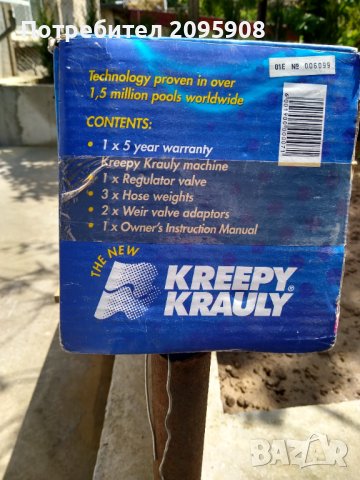 Потребител 2095908
01E № 006099
Technology proven in over
1,5 million pools worldwide
CONTENTS:
• 1 x 5 year warranty
Kreepy Krauly machine
• 1 x Regulator valve
• 3 x Hose weights
• 2 x Weir valve adaptors
• 1 x Owner's Instruction Manual
THE NEW
KREEPY
KRAULY®
BAZAR